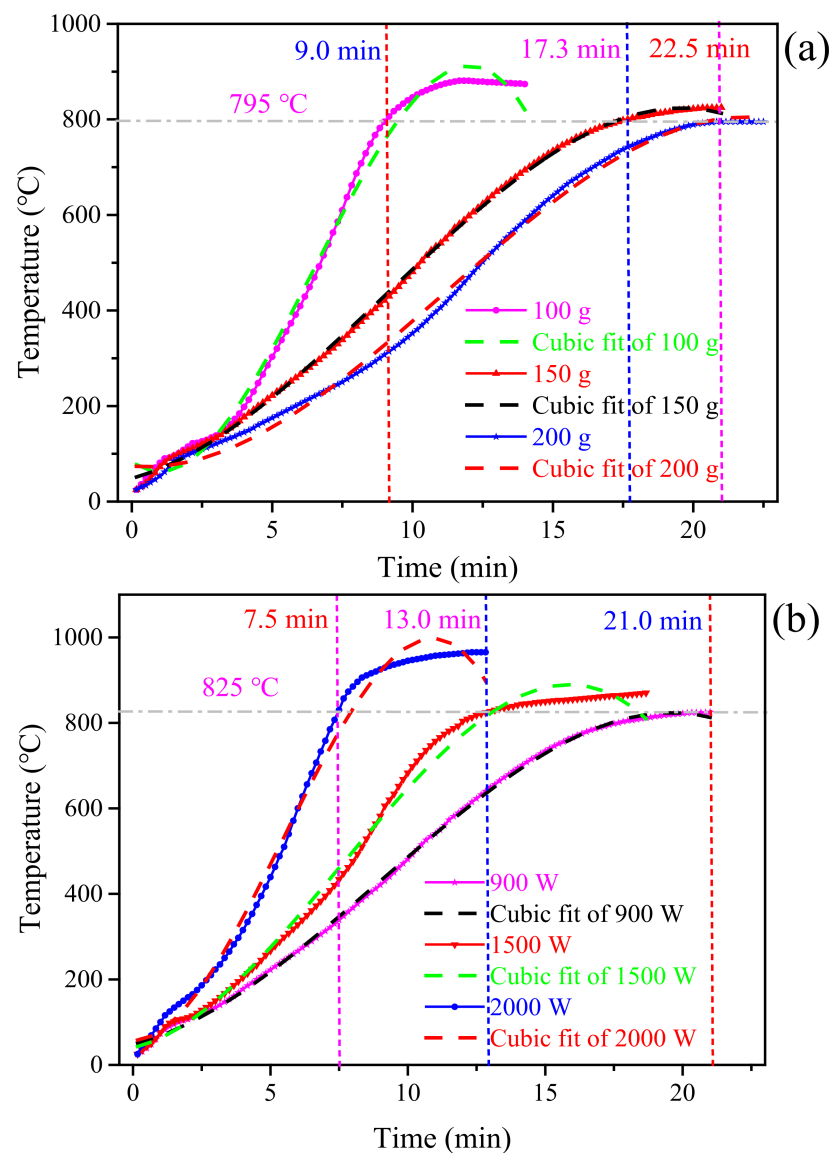 1000
800
600
400
200
0
Temperature (°C)
9.0 min
17.3 min
22.5 min
(a)
795 ℃
100 g
Cubic fit of 100 g
150 g
Cubic fit of 150 g
200 g
Cubic fit of 200 g
0 5 10 15 20
Time (min)
1000
800
600
400
200
0
Temperature (°C)
7.5 min
13.0 min
21.0 min
(b)
825 ℃
900 W
Cubic fit of 900 W
1500 W
Cubic fit of 1500 W
2000 W
Cubic fit of 2000 W
0 5 10 15 20
Time (min)